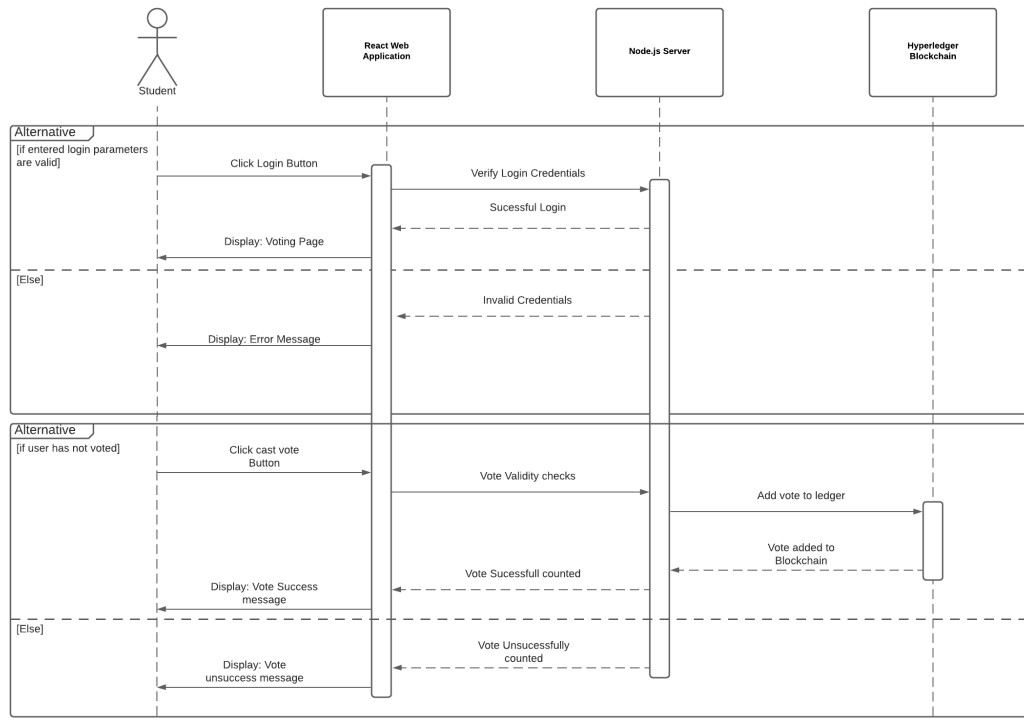 Student
React Web
Application
Node.js Server
Hyperledger
Blockchain
Alternative
[if entered login parameters
are valid]
Click Login Button
Verify Login Credentials
Sucessful Login
Display: Voting Page
[Else]
Invalid Credentials
Display: Error Message
Alternative
[if user has not voted]
Click cast vote
Button
Vote Validity checks
Add vote to ledger
Vote added to
Blockchain
Vote Sucessfull counted
Display: Vote Success
message
[Else]
Vote Unsucessfully
counted
Display: Vote
unsuccess message